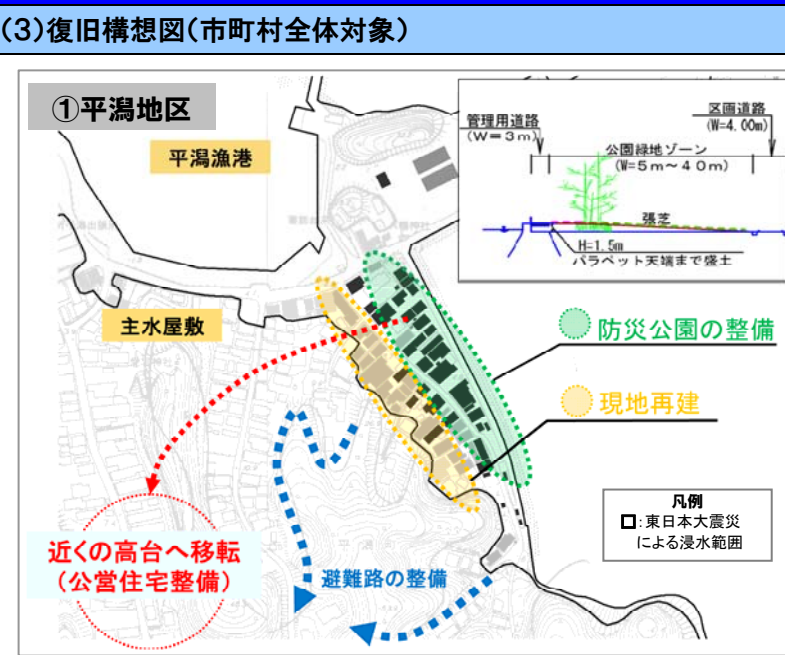 (3)復旧構想図(市町村全体対象)
①平潟地区
平潟漁港
主水屋敷
管理用道路
(W=3m)
区画道路
(W=4.00m)
公園緑地ゾーン
(W=5m～40m)
張芝
H=1.5m
パラペット天端まで盛土
防災公園の整備
現地再建
凡例
□:東日本大震災
による浸水範囲
近くの高台へ移転
(公営住宅整備)
避難路の整備